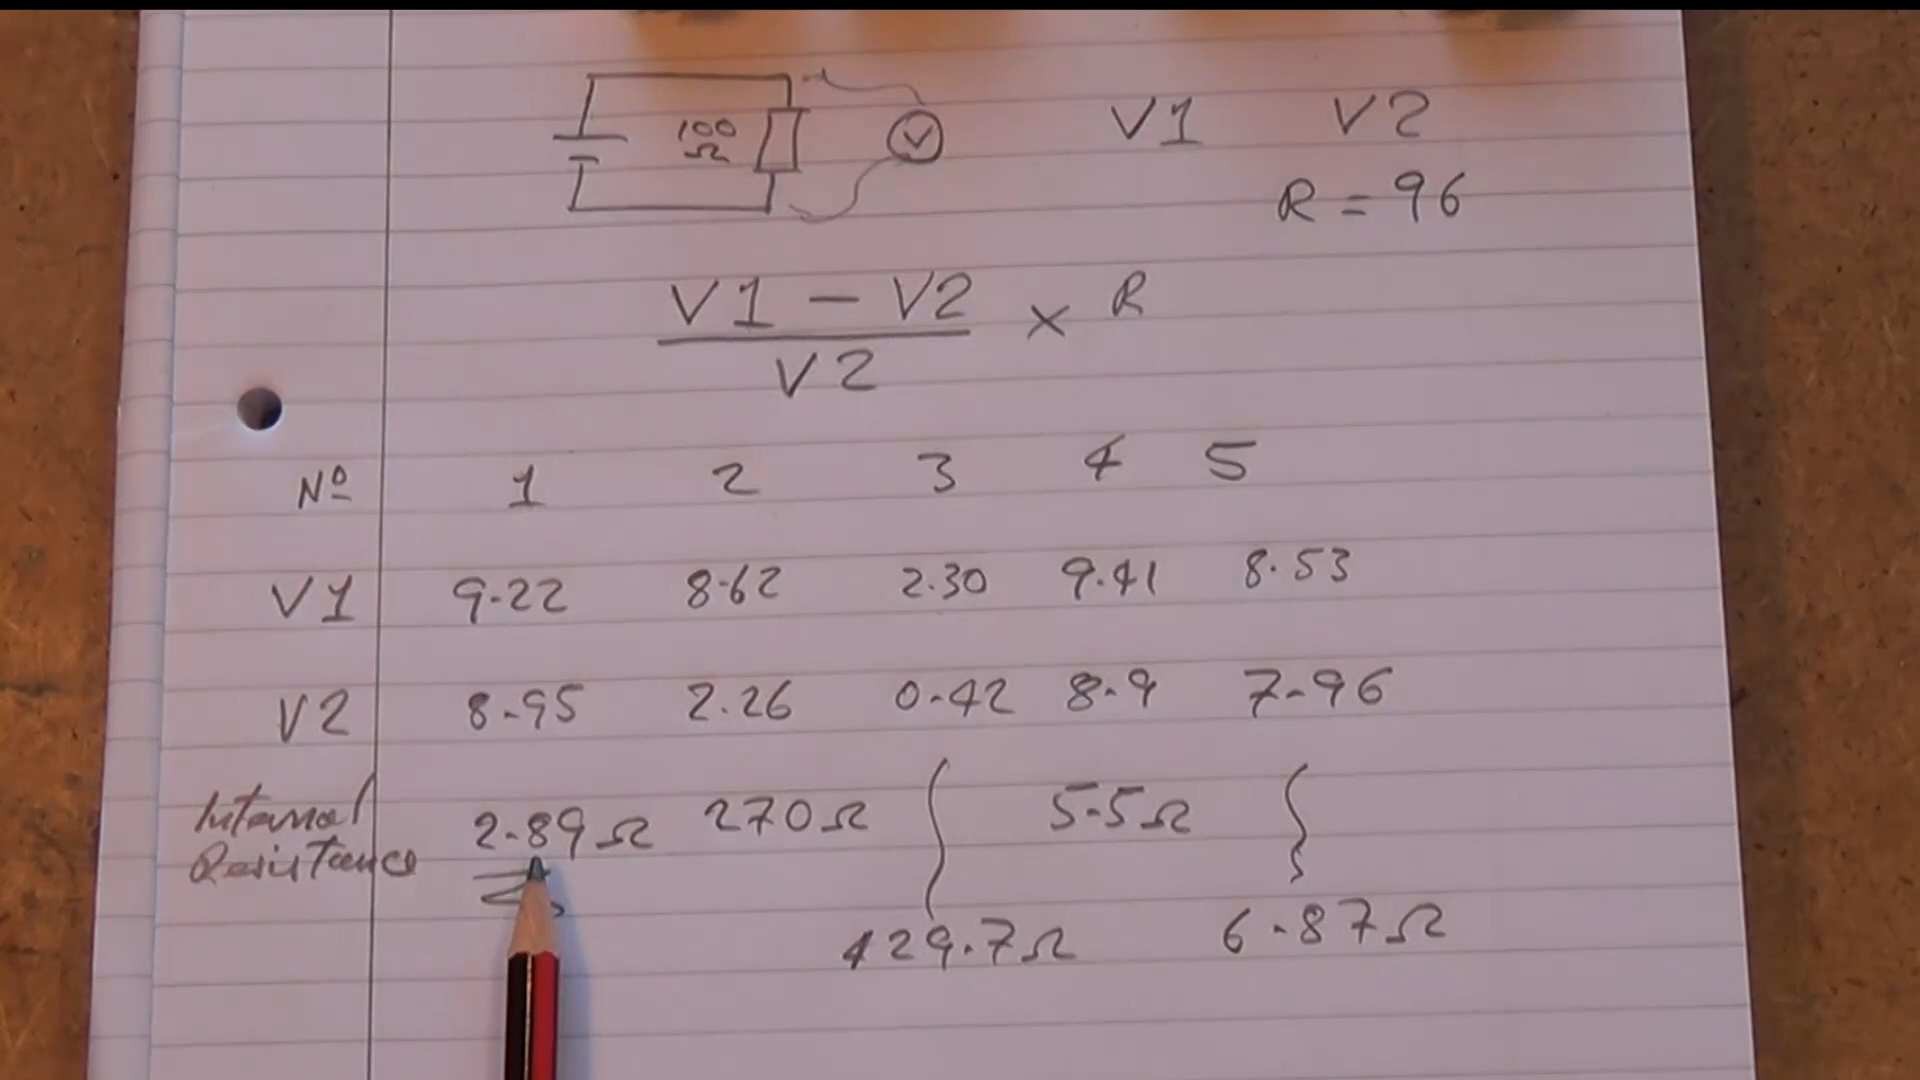 100 Ω V V1 V2
R = 96
V1 - V2 × R
V2
Nº 1 2 3 4 5
V1 9.22 8.62 2.30 9.41 8.53
V2 8.95 2.26 0.42 8.9 7.96
Internal Resistance 2.89Ω 270Ω 5.5Ω
429.7Ω 6.87Ω